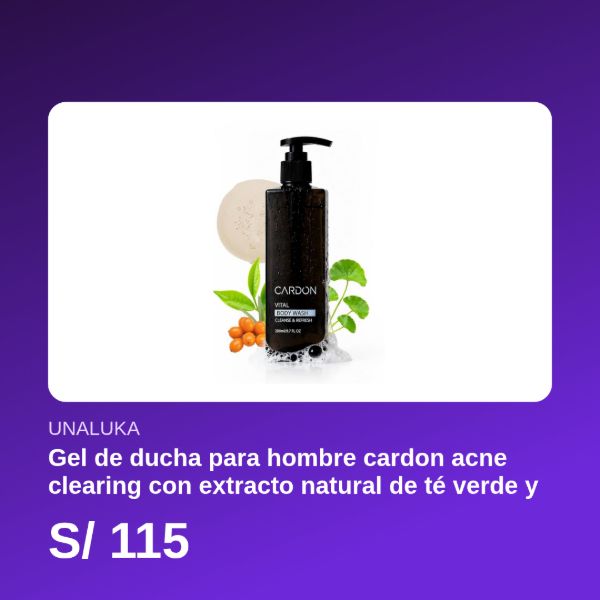 CARDON
VITAL
BODY WASH
CLEANSE & REFRESH
UNALUKA
Gel de ducha para hombre cardon acne
clearing con extracto natural de té verde y
S/ 115